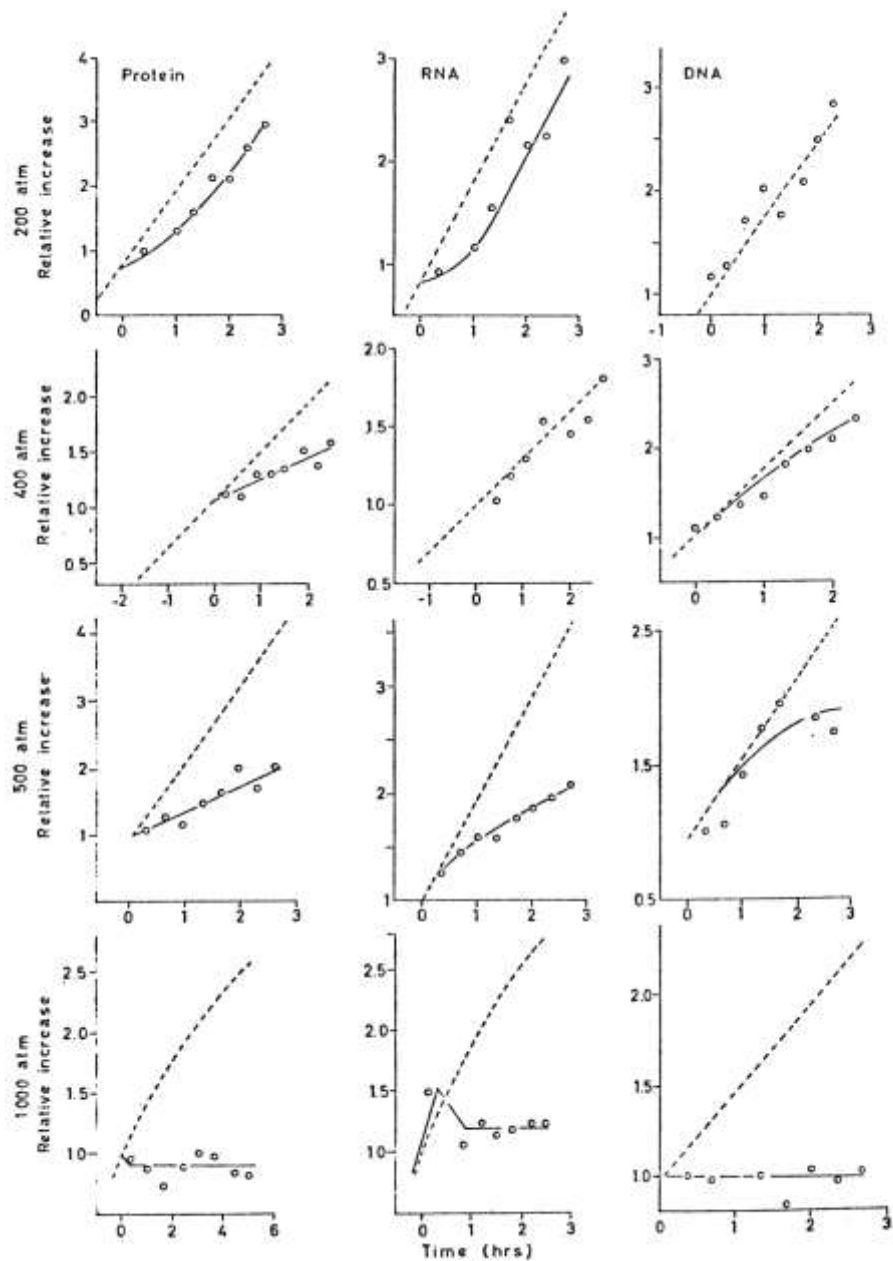 200 atm
Relative increase
Protein
4
3
2
1
0
0 1 2 3
RNA
3
2
1
0 1 2 3
DNA
3
2
1
-1 0 1 2 3
400 atm
Relative increase
2.0
1.5
1.0
0.5
-2 -1 0 1 2
2.0
1.5
1.0
0.5
-1 0 1 2
3
2
1
0 1 2
500 atm
Relative increase
4
3
2
1
0 1 2 3
3
2
1
0 1 2 3
2.5
1.5
0.5
0 1 2 3
1000 atm
Relative increase
2.5
2.0
1.5
1.0
0 2 4 6
2.5
2.0
1.5
1.0
0 1 2 3
2.0
1.0
0 1 2 3
Time (hrs)